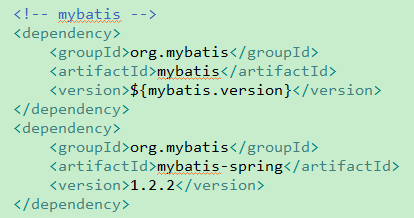 <!-- mybatis -->
<dependency>
    <groupId>org.mybatis</groupId>
    <artifactId>mybatis</artifactId>
    <version>${mybatis.version}</version>
</dependency>
<dependency>
    <groupId>org.mybatis</groupId>
    <artifactId>mybatis-spring</artifactId>
    <version>1.2.2</version>
</dependency>